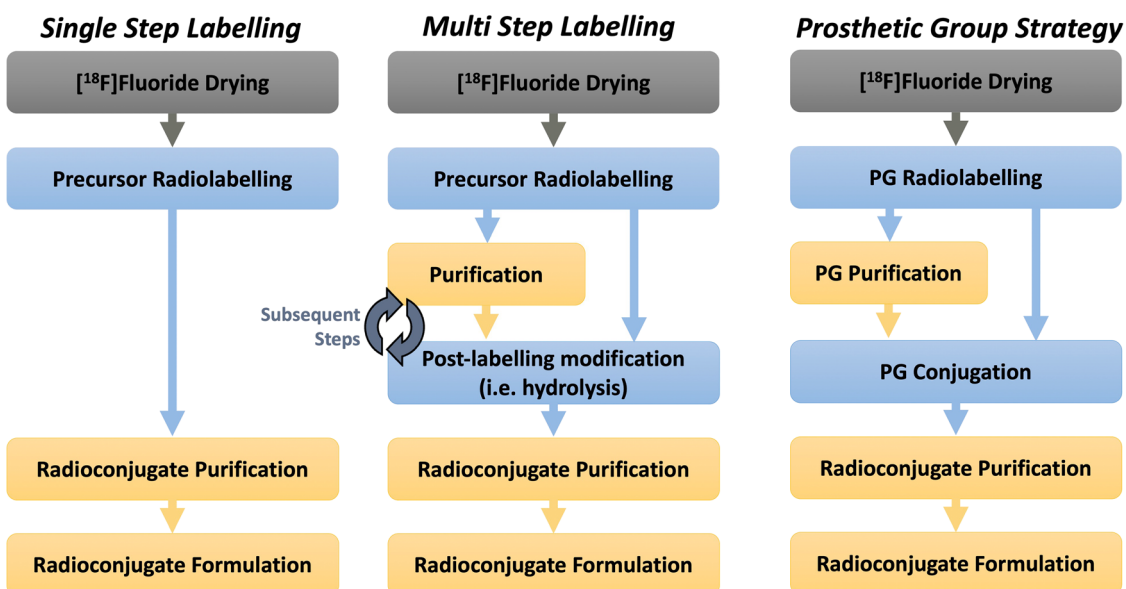 Single Step Labelling
[¹⁸F]Fluoride Drying
Precursor Radiolabelling
Radioconjugate Purification
Radioconjugate Formulation
Multi Step Labelling
[¹⁸F]Fluoride Drying
Precursor Radiolabelling
Purification
Subsequent
Steps
Post-labelling modification
(i.e. hydrolysis)
Radioconjugate Purification
Radioconjugate Formulation
Prosthetic Group Strategy
[¹⁸F]Fluoride Drying
PG Radiolabelling
PG Purification
PG Conjugation
Radioconjugate Purification
Radioconjugate Formulation